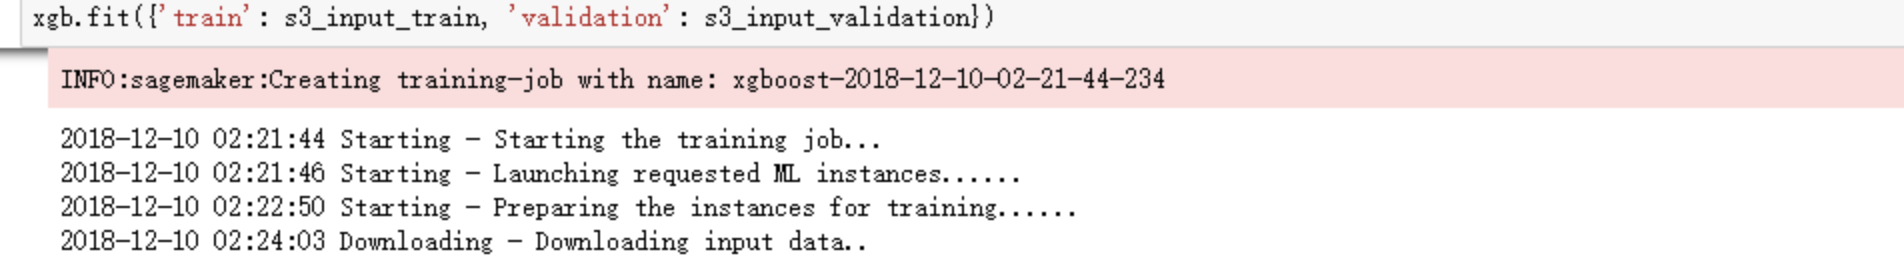 xgb.fit({'train': s3_input_train, 'validation': s3_input_validation})
INFO:sagemaker:Creating training-job with name: xgboost-2018-12-10-02-21-44-234
2018-12-10 02:21:44 Starting - Starting the training job...
2018-12-10 02:21:46 Starting - Launching requested ML instances......
2018-12-10 02:22:50 Starting - Preparing the instances for training......
2018-12-10 02:24:03 Downloading - Downloading input data..